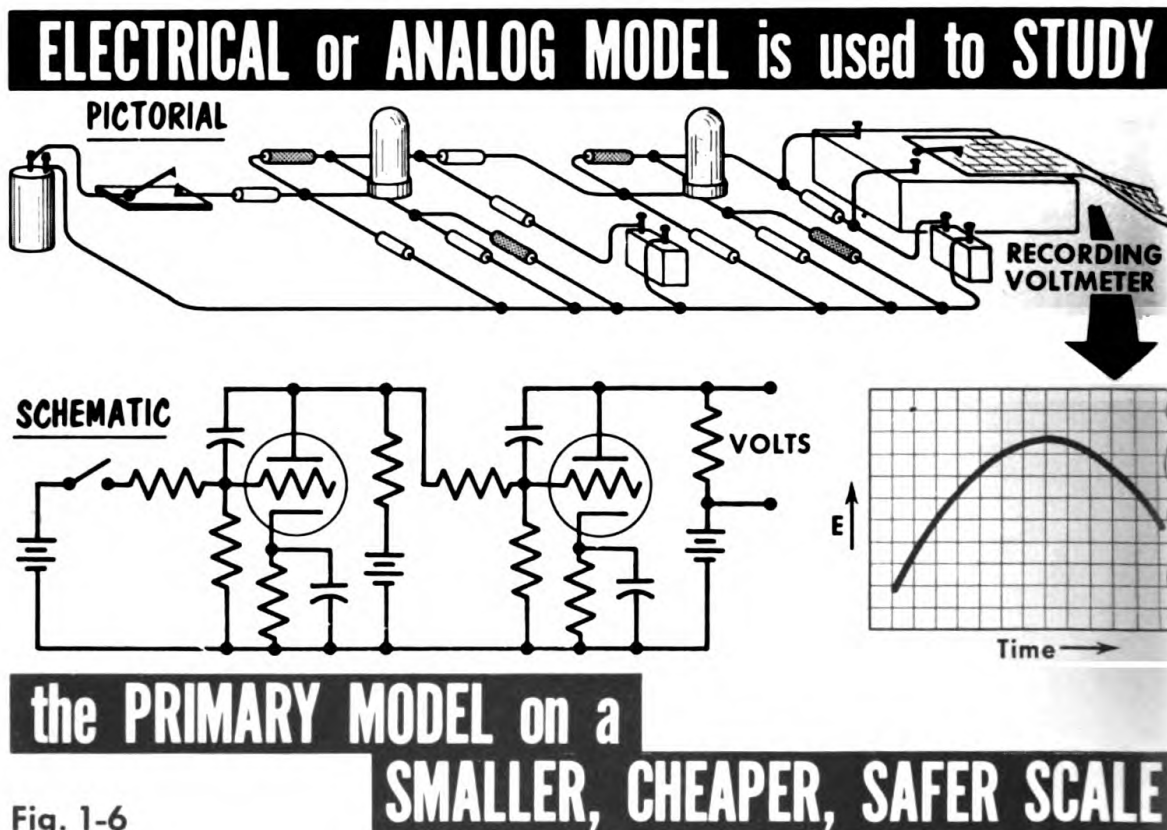 ELECTRICAL or ANALOG MODEL is used to STUDY
PICTORIAL
RECORDING
VOLTMETER
SCHEMATIC
VOLTS
E
Time
the PRIMARY MODEL on a
SMALLER, CHEAPER, SAFER SCALE
Fig. 1-6